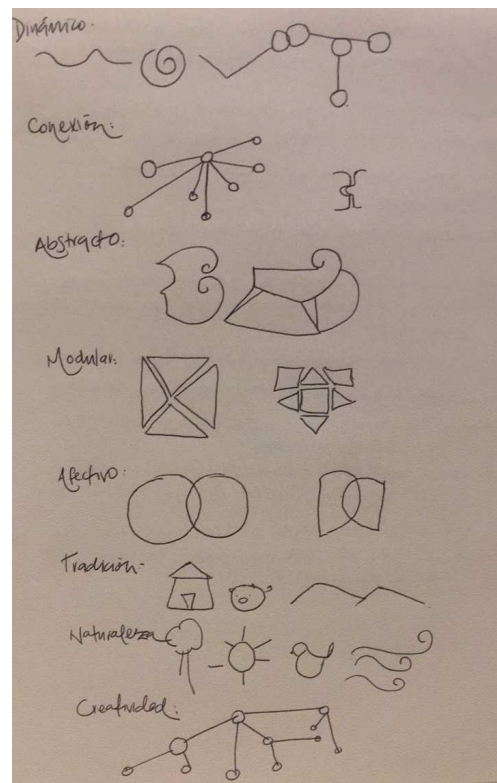 Dinámico.
Conexión:
Abstracto:
Modular:
Afectivo:
Tradición-
Naturaleza
Creatividad: